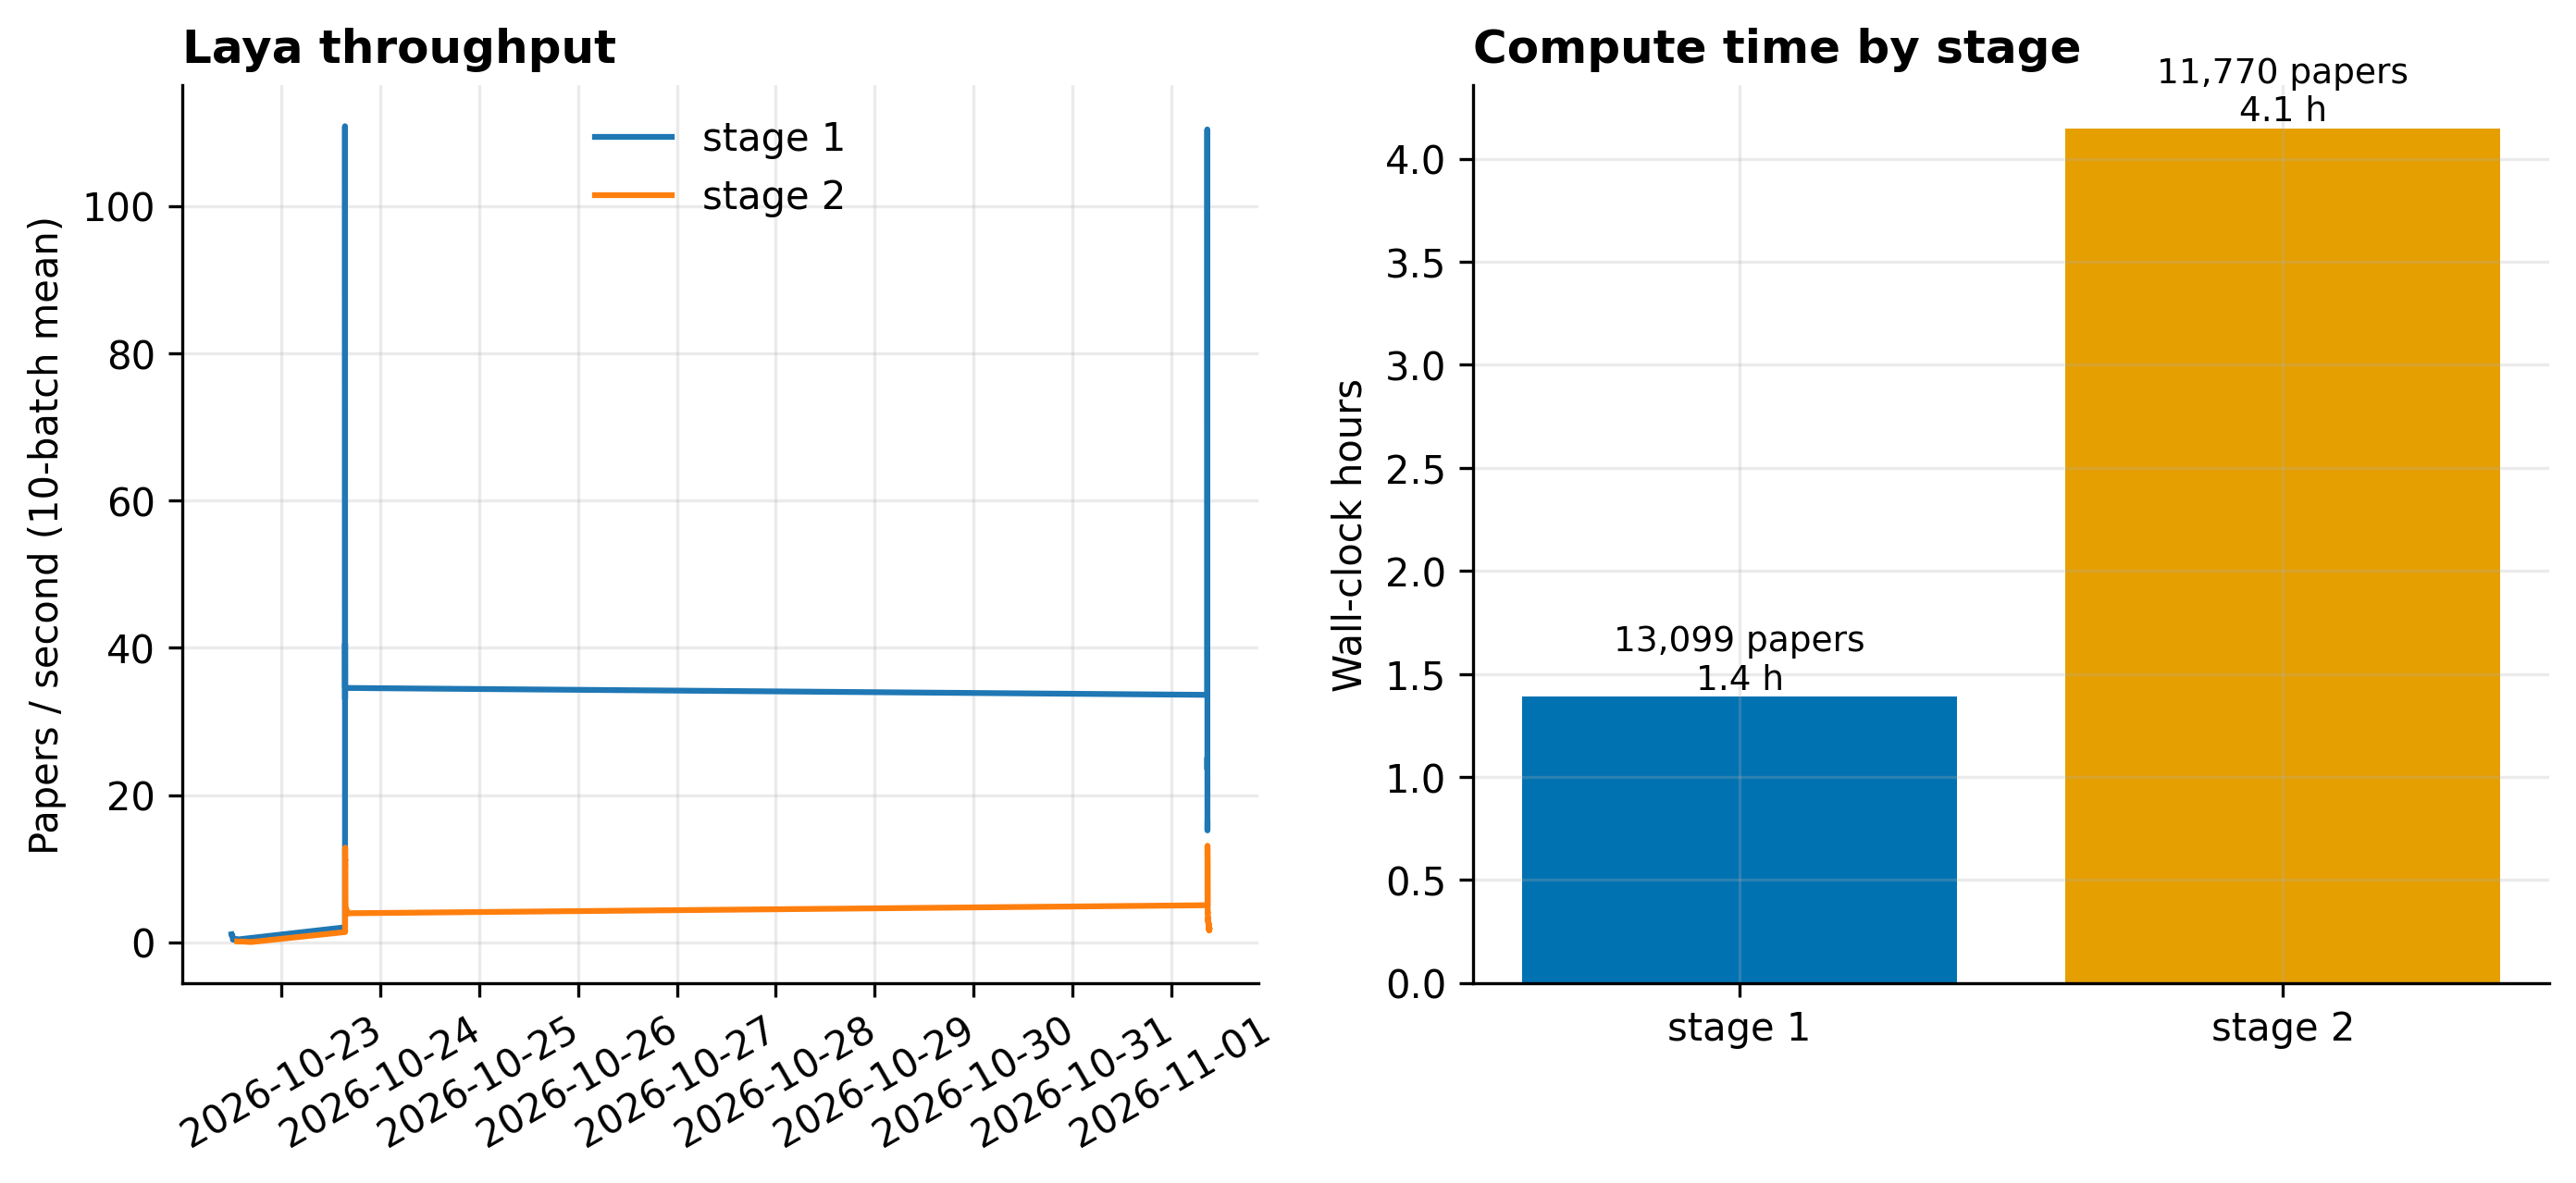 Laya throughput
Papers / second (10-batch mean)
100
80
60
40
20
0
stage 1
stage 2
2026-10-23
2026-10-24
2026-10-25
2026-10-26
2026-10-27
2026-10-28
2026-10-29
2026-10-30
2026-10-31
2026-11-01
Compute time by stage
Wall-clock hours
4.0
3.5
3.0
2.5
2.0
1.5
1.0
0.5
0.0
13,099 papers
1.4 h
11,770 papers
4.1 h
stage 1
stage 2